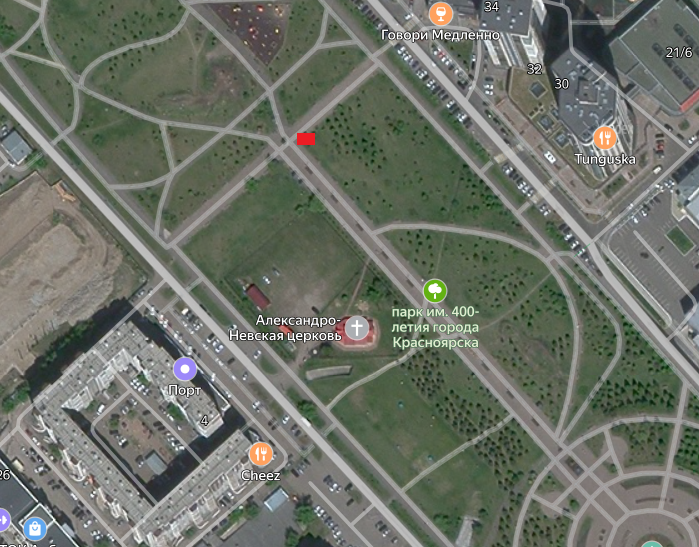 34
Говори Медленно
21/6
32
30
Tunguska
парк им. 400-
летия города
Красноярска
Александро-
Невская церковь
Порт
4
Cheez
26